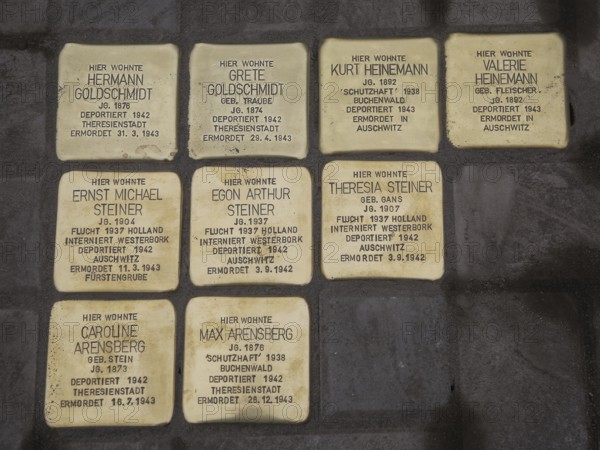 HIER WOHNTE
HERMANN
GOLDSCHMIDT
JG. 1876
DEPORTIERT 1942
THERESIENSTADT
ERMORDET 31.3.1943
HIER WOHNTE
GRETE
GOLDSCHMIDT
GEB. TRAUBE
JG. 1874
DEPORTIERT 1942
THERESIENSTADT
ERMORDET 29.4.1943
HIER WOHNTE
KURT HEINEMANN
JG. 1892
'SCHUTZHAFT' 1938
BUCHENWALD
DEPORTIERT 1943
ERMORDET IN
AUSCHWITZ
HIER WOHNTE
VALERIE
HEINEMANN
GEB. FLEISCHER
JG. 1892
DEPORTIERT 1943
ERMORDET IN
AUSCHWITZ
HIER WOHNTE
ERNST MICHAEL
STEINER
JG. 1904
FLUCHT 1937 HOLLAND
INTERNIERT WESTERBORK
DEPORTIERT 1942
AUSCHWITZ
ERMORDET 11.3.1943
FÜRSTENGRUBE
HIER WOHNTE
EGON ARTHUR
STEINER
JG. 1937
FLUCHT 1937 HOLLAND
INTERNIERT WESTERBORK
DEPORTIERT 1942
AUSCHWITZ
ERMORDET 3.9.1942
HIER WOHNTE
THERESIA STEINER
GEB. GANS
JG. 1907
FLUCHT 1937 HOLLAND
INTERNIERT WESTERBORK
DEPORTIERT 1942
AUSCHWITZ
ERMORDET 3.9.1942
HIER WOHNTE
CAROLINE
ARENSBERG
GEB. STEIN
JG. 1873
DEPORTIERT 1942
THERESIENSTADT
ERMORDET 16.7.1943
HIER WOHNTE
MAX ARENSBERG
JG. 1876
'SCHUTZHAFT' 1938
BUCHENWALD
DEPORTIERT 1942
THERESIENSTADT
ERMORDET 26.12.1943